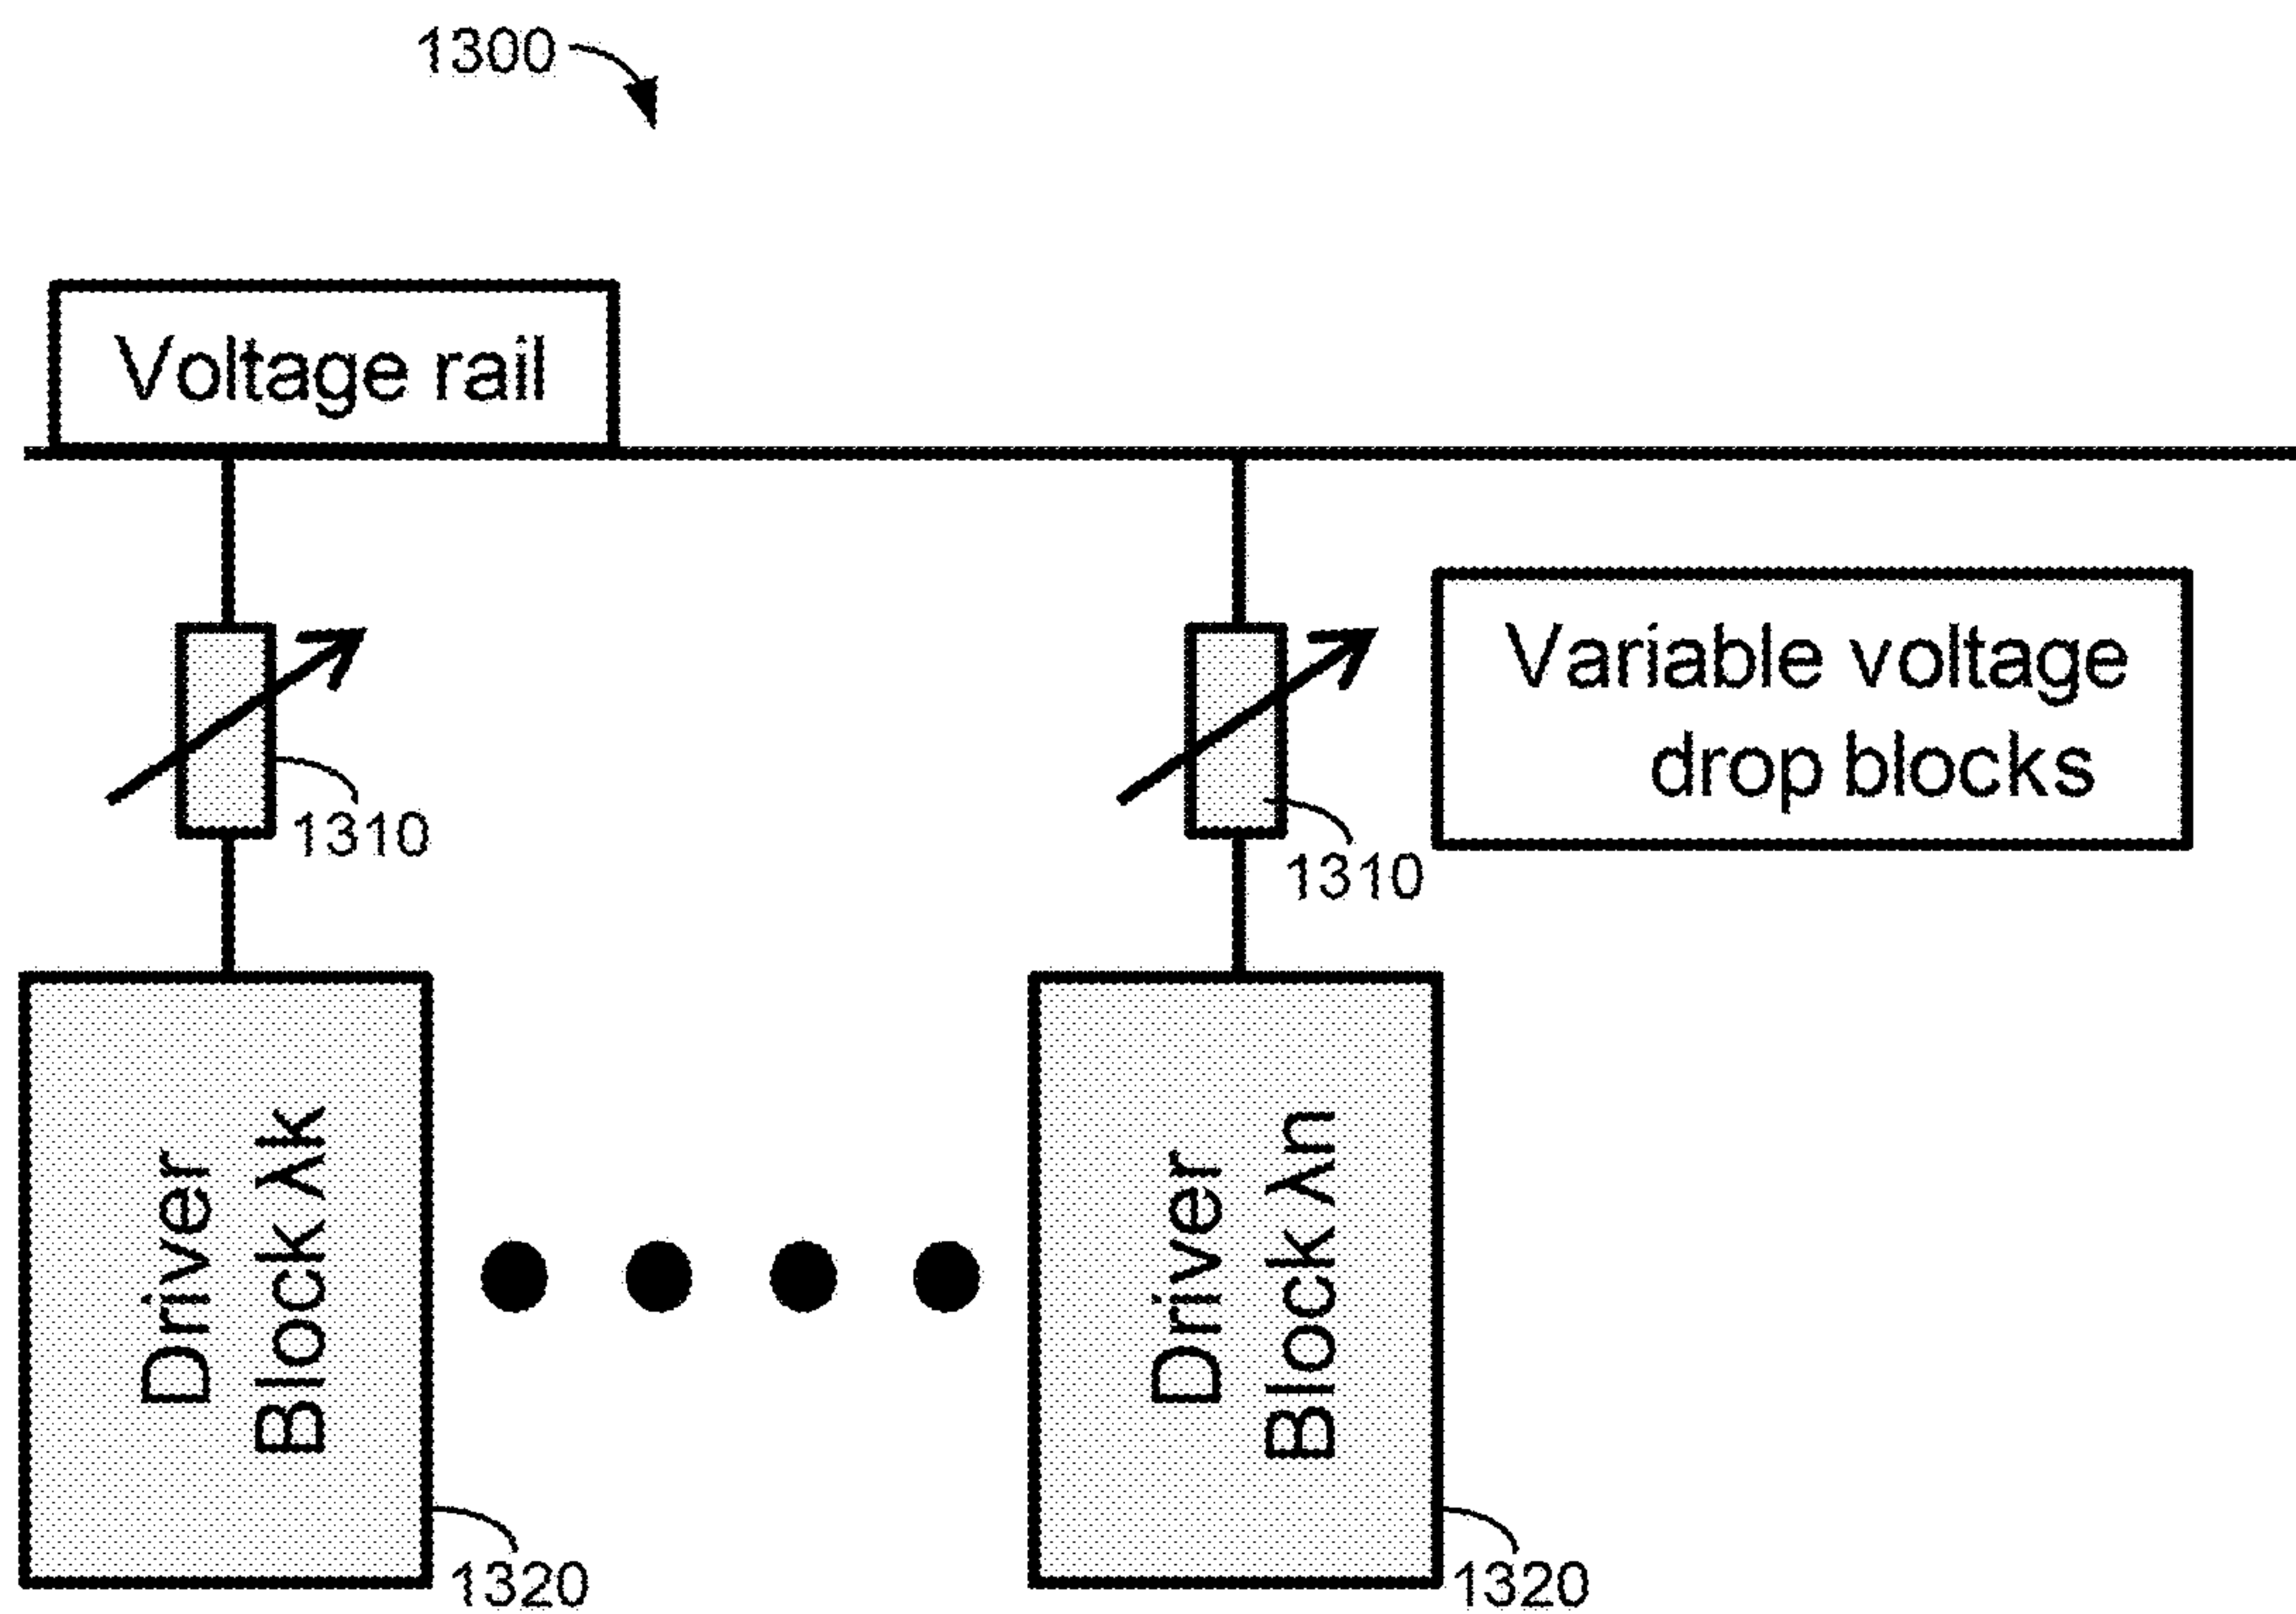 1300
Voltage rail
Variable voltage
drop blocks
1310
1310
Driver
Block λk
Driver
Block λn
1320
1320